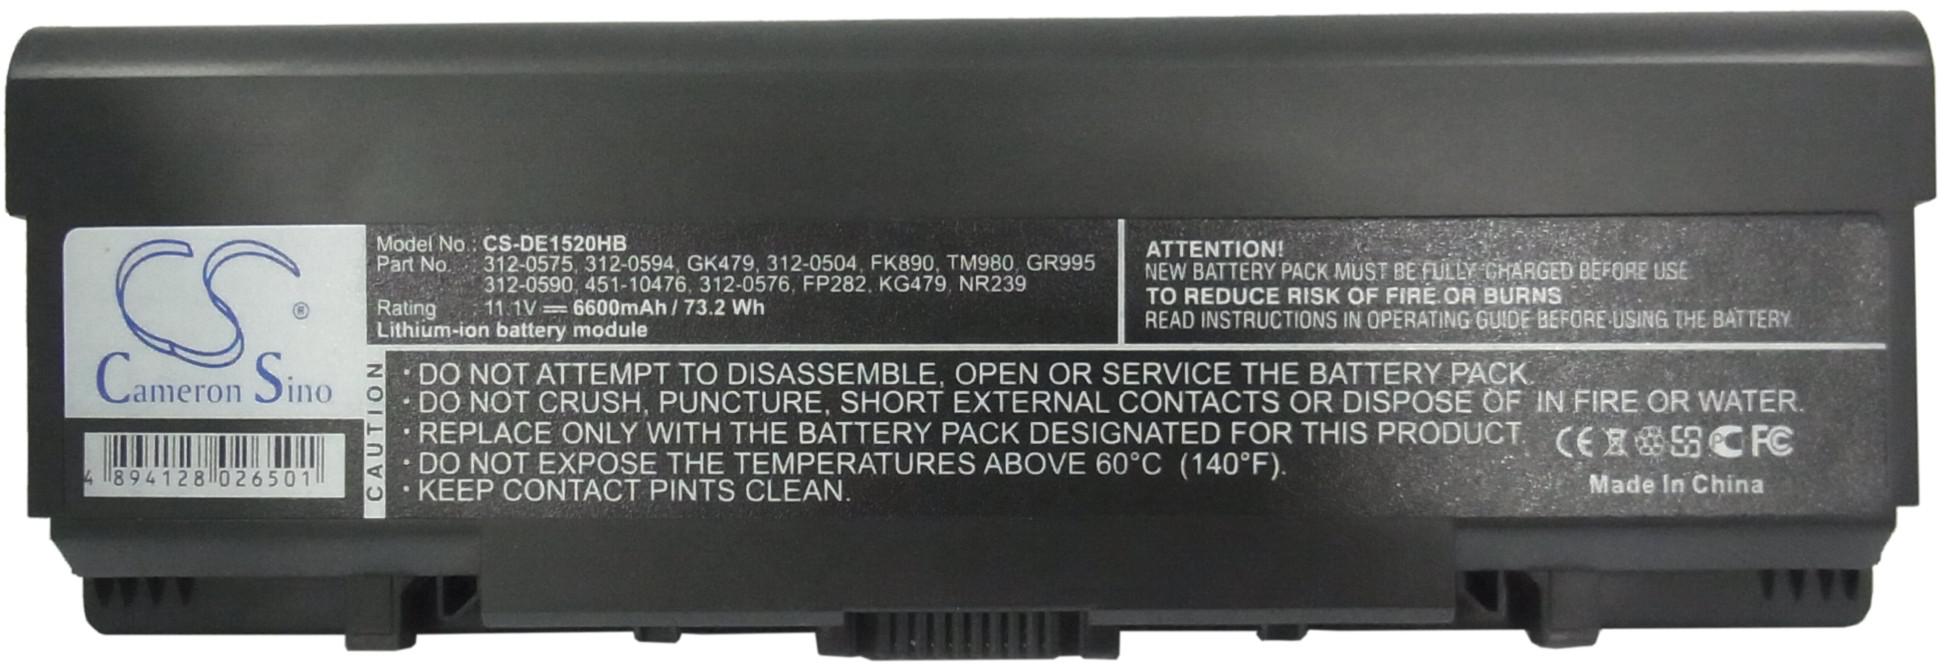 CS
®
Cameron Sino
4 894128 026501
Model No.: CS-DE1520HB
Part No. 312-0575, 312-0594, GK479, 312-0504, FK890, TM980, GR995
312-0590, 451-10476, 312-0576, FP282, KG479, NR239
Rating 11.1V 6600mAh / 73.2 Wh
Lithium-ion battery module
ATTENTION!
NEW BATTERY PACK MUST BE FULLY CHARGED BEFORE USE
TO REDUCE RISK OF FIRE OR BURNS
READ INSTRUCTIONS IN OPERATING GUIDE BEFORE USING THE BATTERY.
CAUTION
· DO NOT ATTEMPT TO DISASSEMBLE, OPEN OR SERVICE THE BATTERY PACK.
· DO NOT CRUSH, PUNCTURE, SHORT EXTERNAL CONTACTS OR DISPOSE OF IN FIRE OR WATER.
· REPLACE ONLY WITH THE BATTERY PACK DESIGNATED FOR THIS PRODUCT.
· DO NOT EXPOSE THE TEMPERATURES ABOVE 60°C (140°F).
· KEEP CONTACT PINTS CLEAN.
CE FC
Made In China